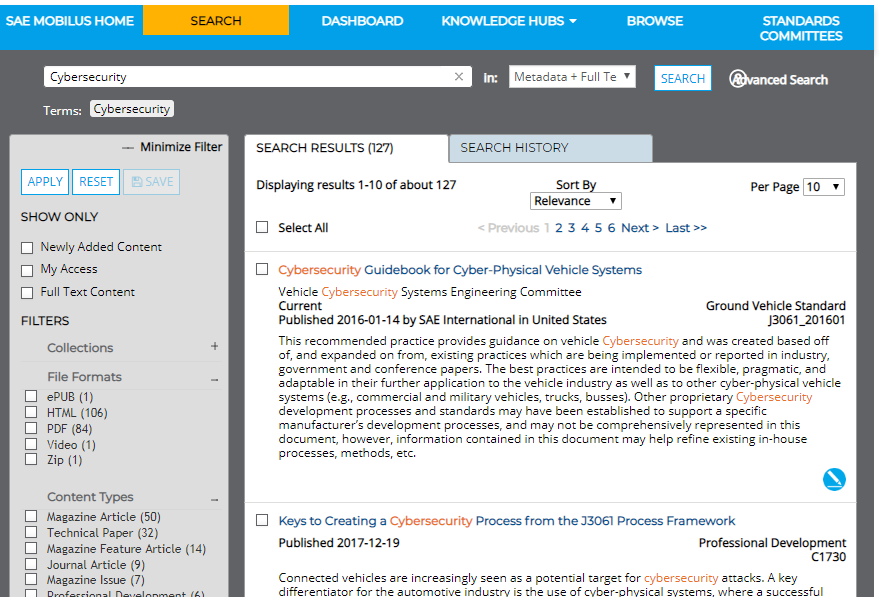 SAE MOBILUS HOME
SEARCH
DASHBOARD
KNOWLEDGE HUBS
BROWSE
STANDARDS
COMMITTEES
Cybersecurity ×
In:
Metadata + Full Te
SEARCH
Advanced Search
Terms: Cybersecurity
— Minimize Filter
APPLY
RESET
SAVE
SHOW ONLY
Newly Added Content
My Access
Full Text Content
FILTERS
Collections +
File Formats –
ePUB (1)
HTML (106)
PDF (84)
Video (1)
Zip (1)
Content Types –
Magazine Article (50)
Technical Paper (32)
Magazine Feature Article (14)
Journal Article (9)
Magazine Issue (7)
Professional Development (6)
SEARCH RESULTS (127)
SEARCH HISTORY
Displaying results 1-10 of about 127
Sort By
Relevance
Per Page 10
Select All
< Previous 1 2 3 4 5 6 Next > Last >>
Cybersecurity Guidebook for Cyber-Physical Vehicle Systems
Vehicle Cybersecurity Systems Engineering Committee
Current
Ground Vehicle Standard
Published 2016-01-14 by SAE International in United States
J3061_201601
This recommended practice provides guidance on vehicle Cybersecurity and was created based off
of, and expanded on from, existing practices which are being implemented or reported in industry,
government and conference papers. The best practices are intended to be flexible, pragmatic, and
adaptable in their further application to the vehicle industry as well as to other cyber-physical vehicle
systems (e.g., commercial and military vehicles, trucks, busses). Other proprietary Cybersecurity
development processes and standards may have been established to support a specific
manufacturer's development processes, and may not be comprehensively represented in this
document, however, information contained in this document may help refine existing in-house
processes, methods, etc.
Keys to Creating a Cybersecurity Process from the J3061 Process Framework
Published 2017-12-19
Professional Development
C1730
Connected vehicles are increasingly seen as a potential target for cybersecurity attacks. A key
differentiator for the automotive industry is the use of cyber-physical systems, where a successful